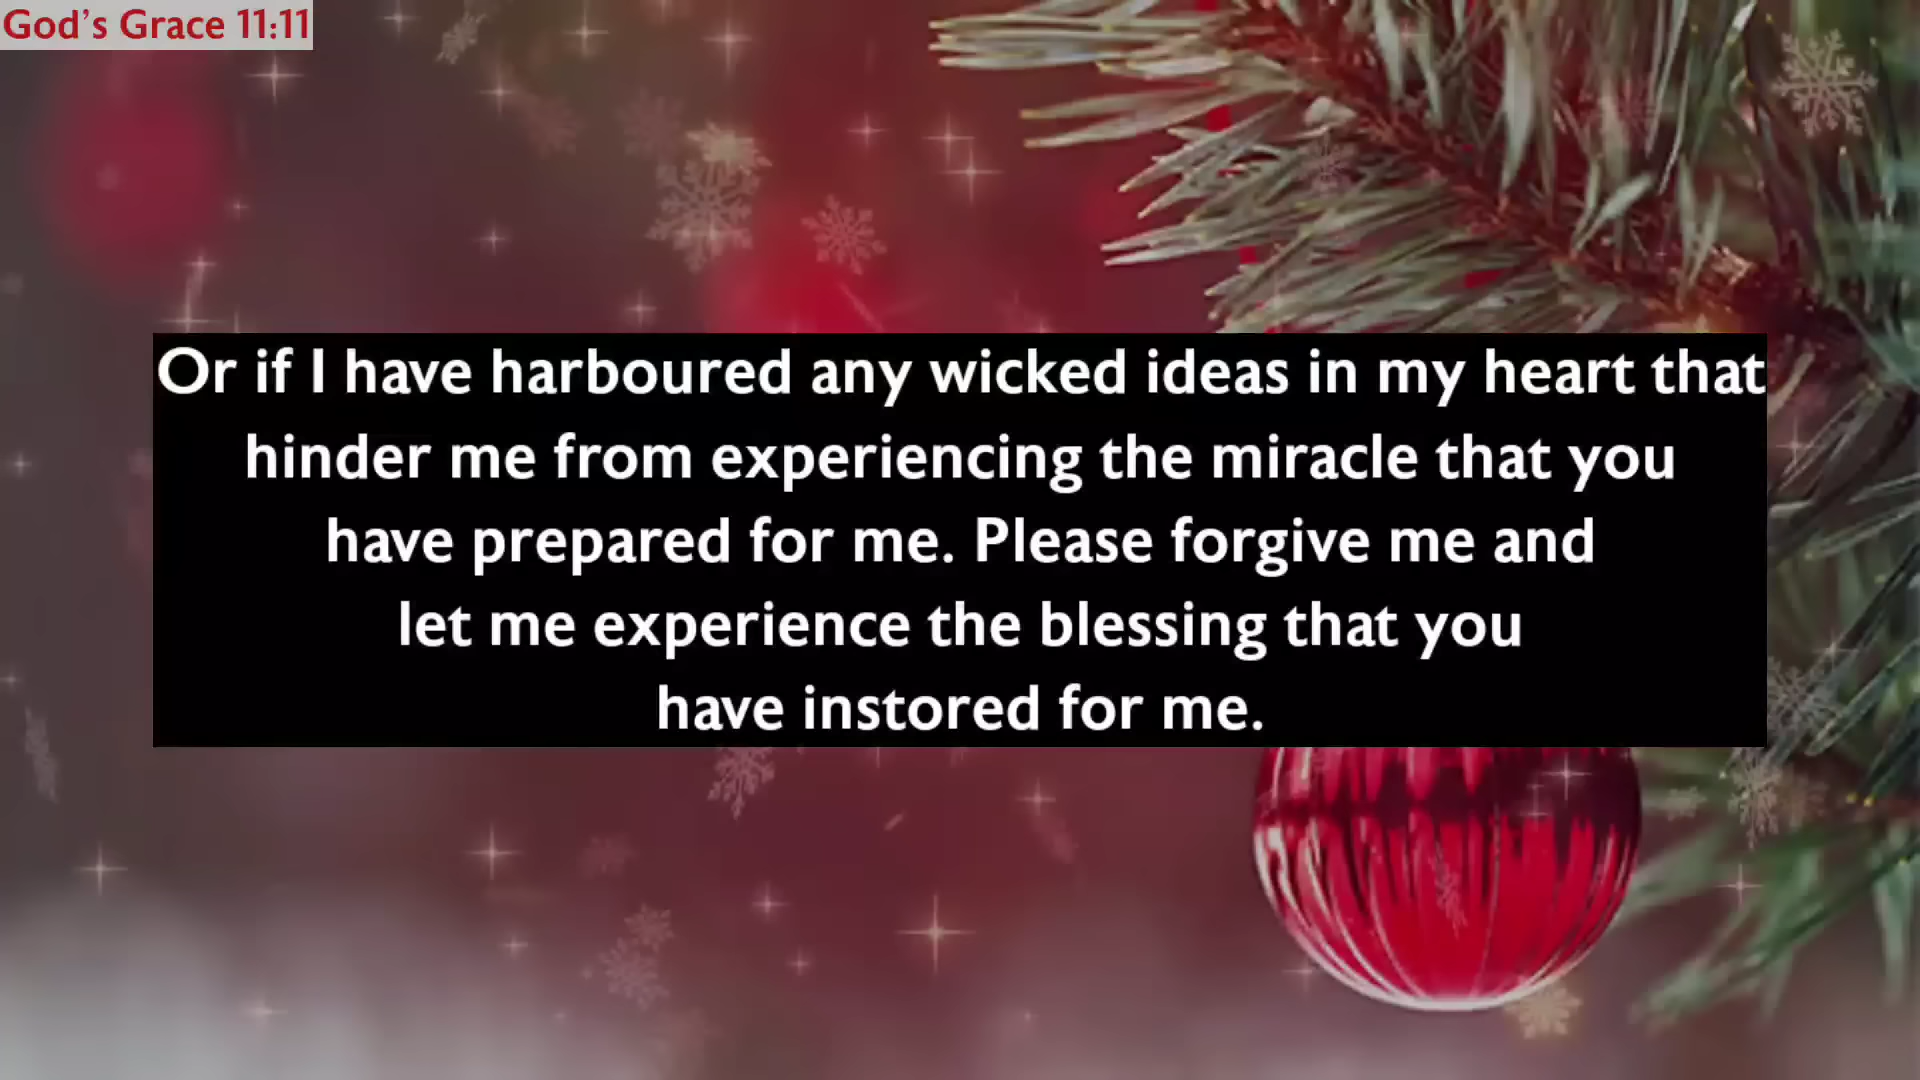 God's Grace 11:11
Or if I have harboured any wicked ideas in my heart that
hinder me from experiencing the miracle that you
have prepared for me. Please forgive me and
let me experience the blessing that you
have instored for me.